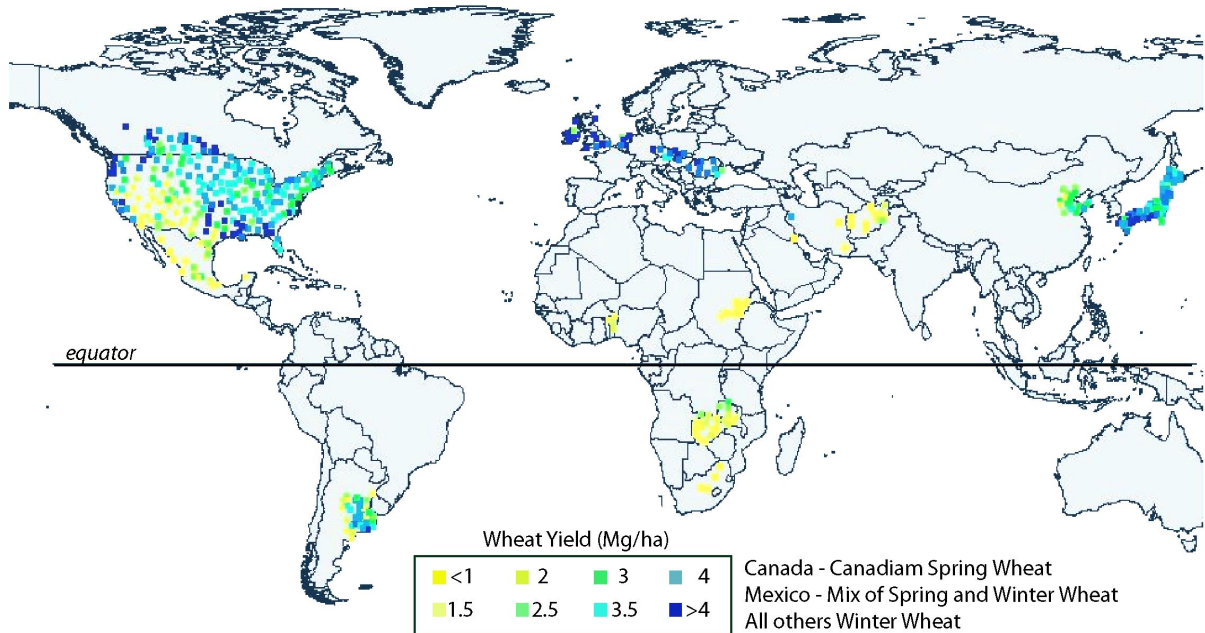 equator
Wheat Yield (Mg/ha)
<1 2 3 4
1.5 2.5 3.5 >4
Canada - Canadiam Spring Wheat
Mexico - Mix of Spring and Winter Wheat
All others Winter Wheat